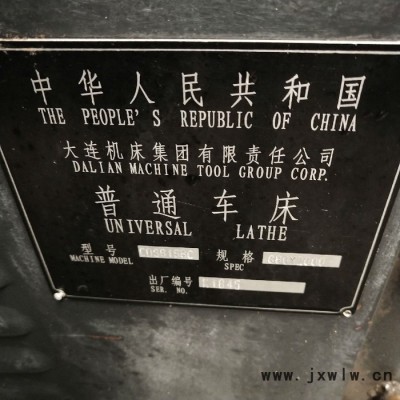 中华人民共和国
THE PEOPLE'S REPUBLIC OF CHINA
大连机床集团有限责任公司
DALIAN MACHINE TOOL GROUP CORP.
普通车床
UNIVERSAL LATHE
型号 规格
MACHINE MODEL SPEC
出厂编号
SER. NO.
www.jxwlw.cn